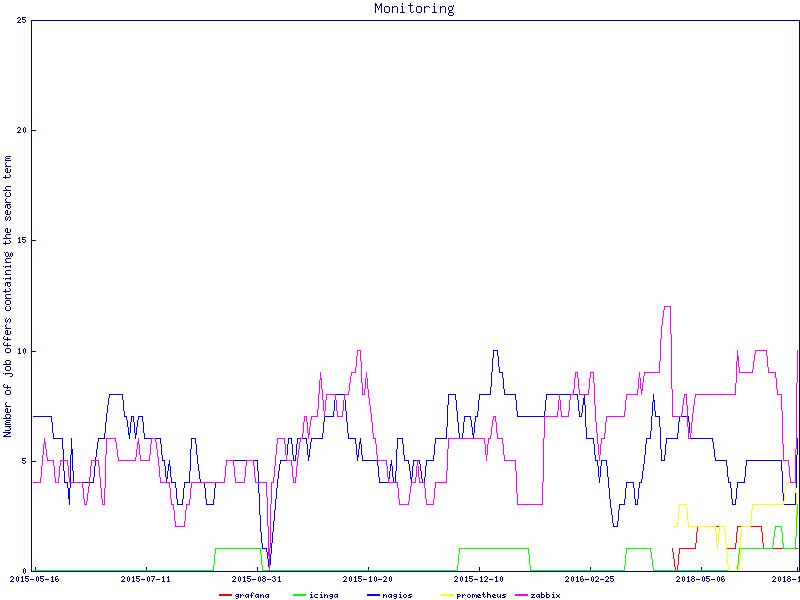 Monitoring
25
20
15
10
5
0
Number of job offers containing the search term
2015-05-16 2015-07-11 2015-08-31 2015-10-20 2015-12-10 2016-02-25 2018-05-06 2018-1
grafana icinga nagios prometheus zabbix